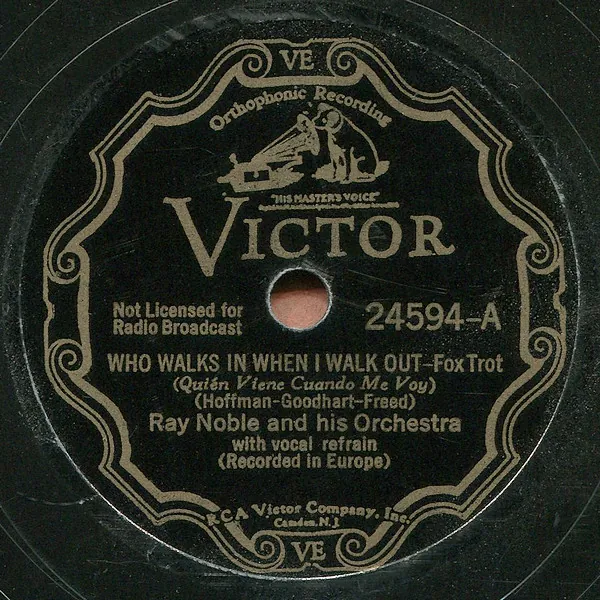 VE
Orthophonic Recording
"HIS MASTER'S VOICE"
VICTOR
Not Licensed for
Radio Broadcast
24594-A
WHO WALKS IN WHEN I WALK OUT-Fox Trot
(Quién Viene Cuando Me Voy)
(Hoffman-Goodhart-Freed)
Ray Noble and his Orchestra
with vocal refrain
(Recorded in Europe)
RCA Victor Company, Inc.
Camden, N.J.
VE